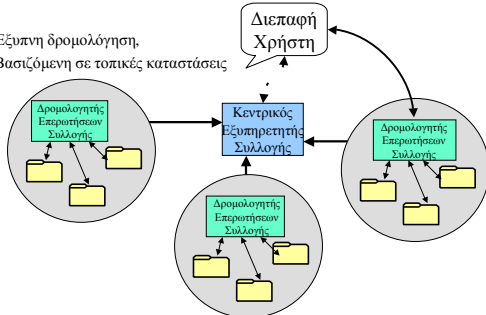 Εξυπνη δρομολόγηση,
Βασιζόμενη σε τοπικές καταστάσεις
Διεπαφή
Χρήστη
Δρομολογητής
Επερωτήσεων
Συλλογής
Κεντρικός
Εξυπηρετητής
Συλλογής
Δρομολογητής
Επερωτήσεων
Συλλογής
Δρομολογητής
Επερωτήσεων
Συλλογής